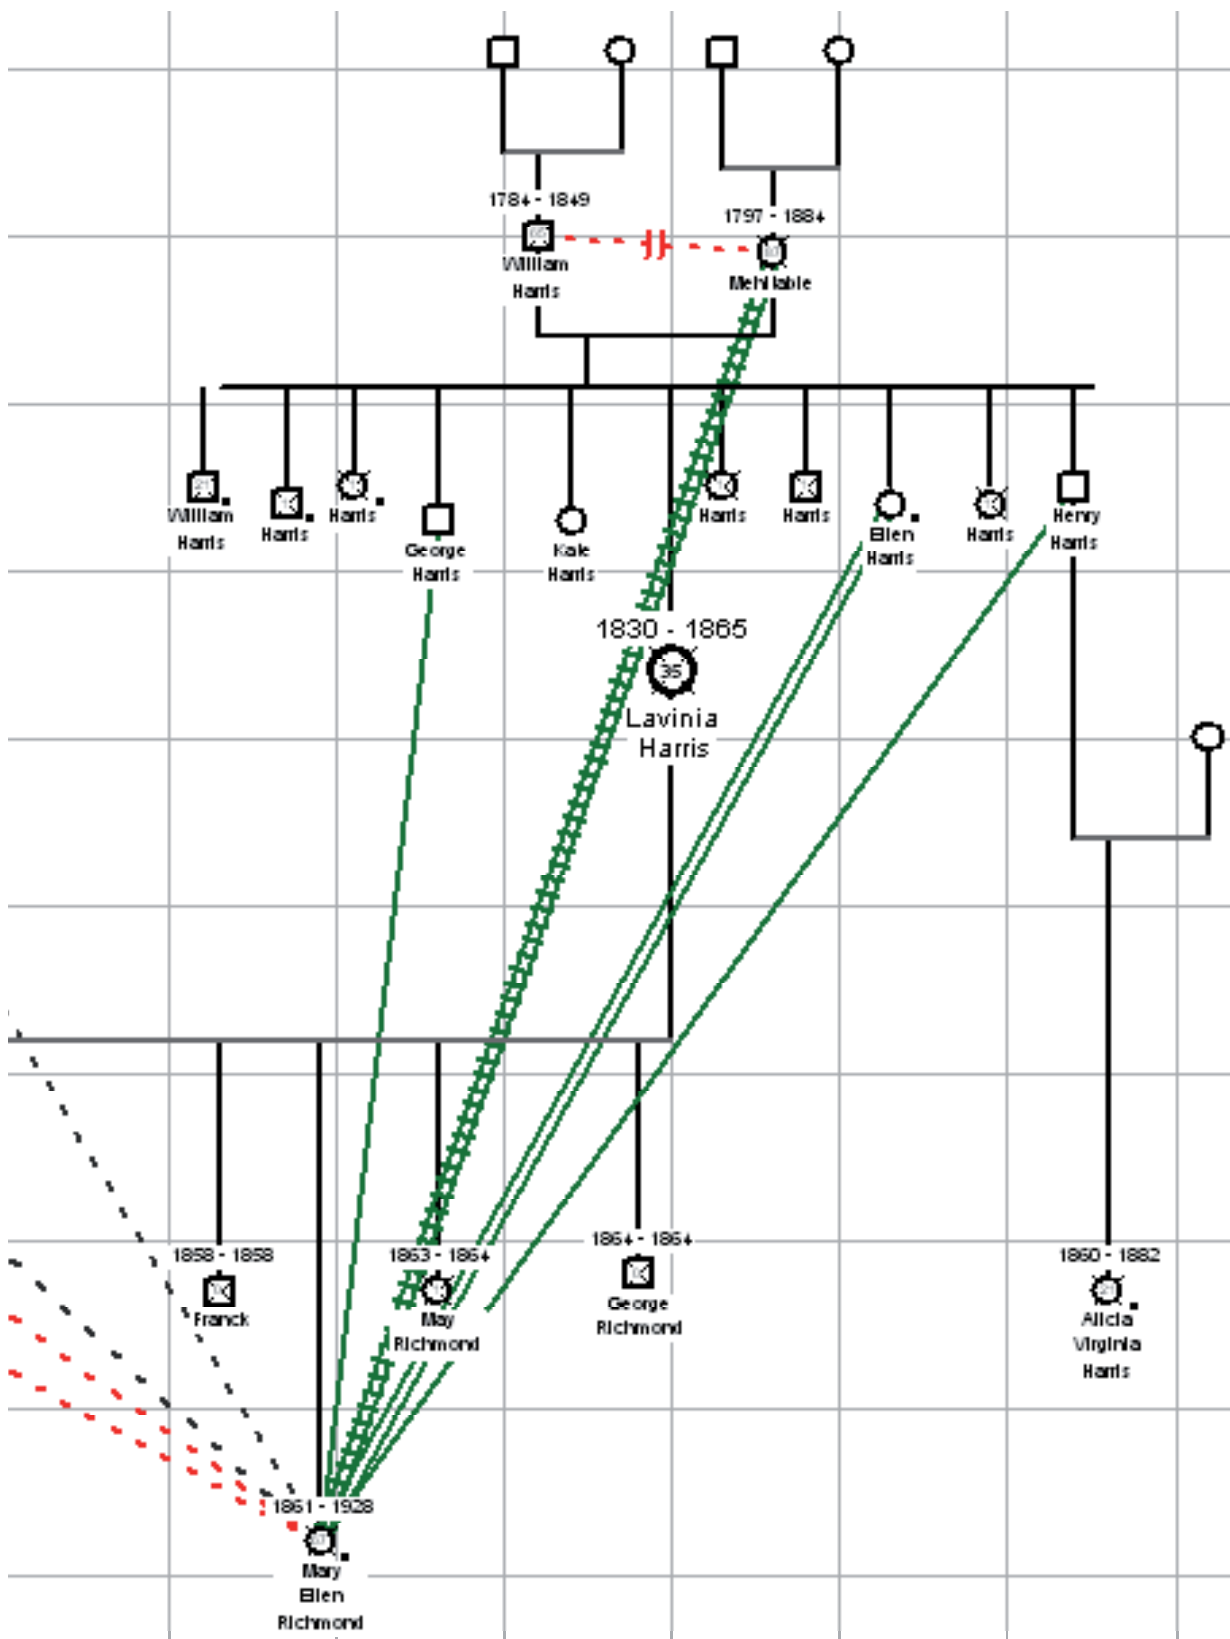 1784 - 1849
1797 - 1884
William
Harris
Mehitable
William
Harris
Harris
Harris
George
Harris
Kate
Harris
Harris
Harris
Ellen
Harris
Harris
Henry
Harris
1830 - 1865
35
Lavinia
Harris
1858 - 1858
Franck
1863 - 1864
May
Richmond
1864 - 1864
George
Richmond
1860 - 1882
Alicia
Virginia
Harris
1861 - 1928
Mary
Ellen
Richmond